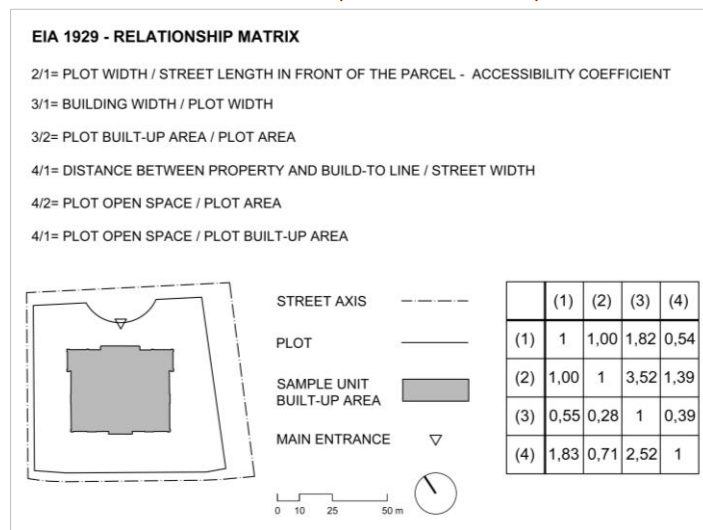 EIA 1929 - RELATIONSHIP MATRIX
2/1= PLOT WIDTH / STREET LENGTH IN FRONT OF THE PARCEL - ACCESSIBILITY COEFFICIENT
3/1= BUILDING WIDTH / PLOT WIDTH
3/2= PLOT BUILT-UP AREA / PLOT AREA
4/1= DISTANCE BETWEEN PROPERTY AND BUILD-TO LINE / STREET WIDTH
4/2= PLOT OPEN SPACE / PLOT AREA
4/1= PLOT OPEN SPACE / PLOT BUILT-UP AREA
STREET AXIS
PLOT
SAMPLE UNIT
BUILT-UP AREA
MAIN ENTRANCE
0 10 25 50 m
(1) (2) (3) (4)
(1) 1 1,00 1,82 0,54
(2) 1,00 1 3,52 1,39
(3) 0,55 0,28 1 0,39
(4) 1,83 0,71 2,52 1